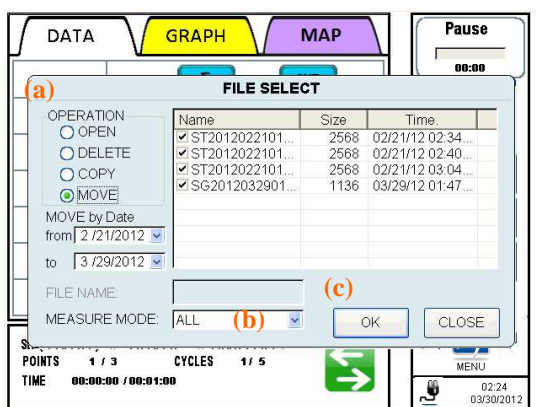 DATA GRAPH MAP Pause
00:00
(a) FILE SELECT
OPERATION
OPEN
DELETE
COPY
MOVE
MOVE by Date
from 2 /21/2012
to 3 /29/2012
Name Size Time.
ST2012022101... 2568 02/21/12 02:34...
ST2012022101... 2568 02/21/12 02:40...
ST2012022101... 2568 02/21/12 03:04...
SG2012032901... 1136 03/29/12 01:47...
FILE NAME:
(c)
MEASURE MODE: ALL (b)
OK CLOSE
POINTS 1 / 3 CYCLES 1 / 5
TIME 00:00:00 / 00:01:00
MENU
02:24
03/30/2012